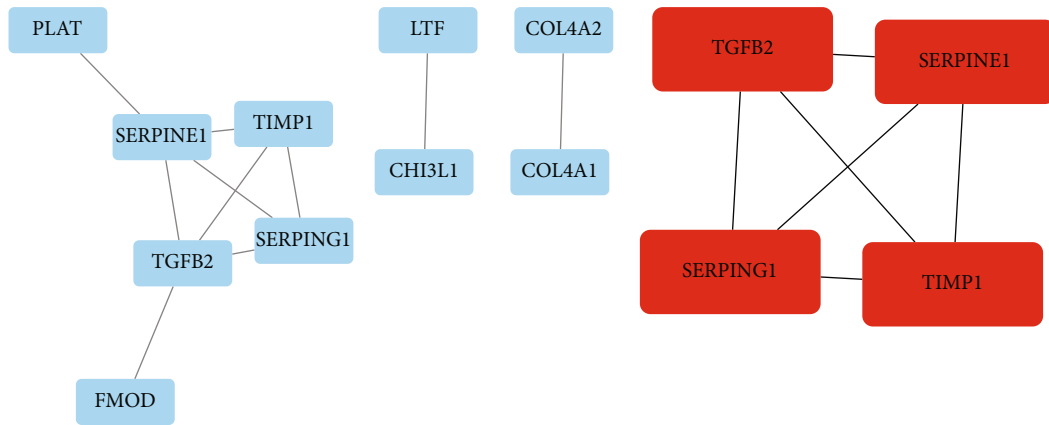 PLAT
LTF
COL4A2
TGFB2
SERPINE1
SERPINE1
TIMP1
CHI3L1
COL4A1
TGFB2
SERPING1
SERPING1
TIMP1
FMOD